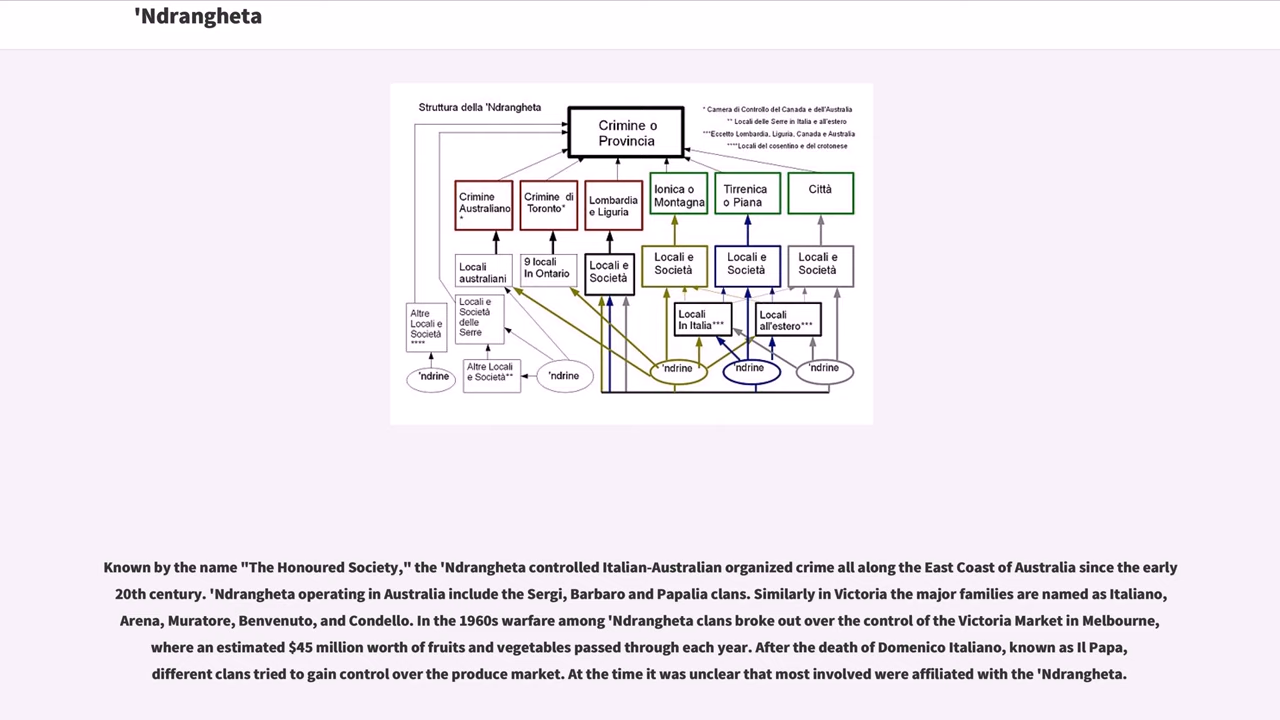 'Ndrangheta
Struttura della 'Ndrangheta
Crimine o
Provincia
* Camera di Controllo del Canada e dell'Australia
** Locali delle Serre in Italia e all'estero
***Eccetto Lombardia, Liguria, Canada e Australia
****Locali del cosentino e del crotonese
Crimine
Australiano
*
Crimine di
Toronto*
Lombardia
e Liguria
Ionica o
Montagna
Tirrenica
o Piana
Città
Locali
australiani
9 locali
In Ontario
Locali e
Società
Locali e
Società
Locali e
Società
Locali e
Società
Altre
Locali e
Società
****
Locali e
Società
delle
Serre
Locali
In Italia***
Locali
all'estero***
'ndrine
Altre Locali
e Società**
'ndrine
'ndrine
'ndrine
'ndrine
Known by the name "The Honoured Society," the 'Ndrangheta controlled Italian-Australian organized crime all along the East Coast of Australia since the early
20th century. 'Ndrangheta operating in Australia include the Sergi, Barbaro and Papalia clans. Similarly in Victoria the major families are named as Italiano,
Arena, Muratore, Benvenuto, and Condello. In the 1960s warfare among 'Ndrangheta clans broke out over the control of the Victoria Market in Melbourne,
where an estimated $45 million worth of fruits and vegetables passed through each year. After the death of Domenico Italiano, known as Il Papa,
different clans tried to gain control over the produce market. At the time it was unclear that most involved were affiliated with the 'Ndrangheta.